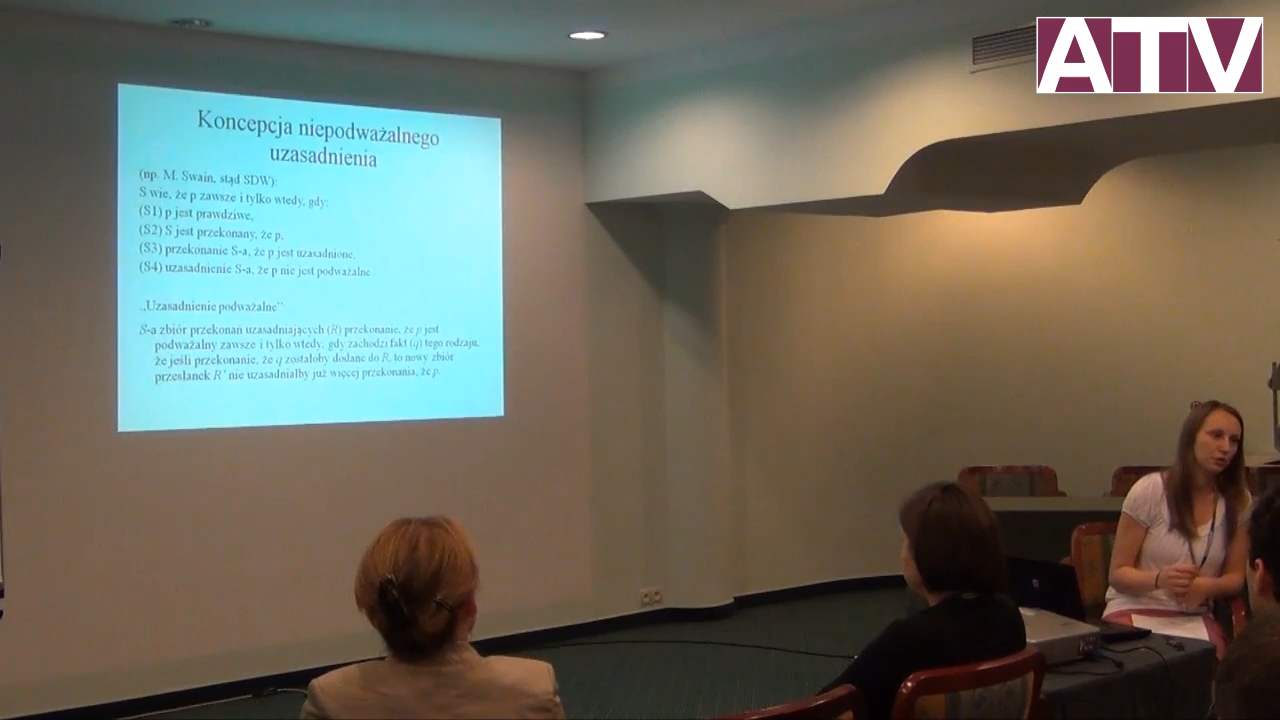 ATV
Koncepcja niepodważalnego
uzasadnienia
(np. M. Swain, stąd SDW):
S wie, że p zawsze i tylko wtedy, gdy:
(S1) p jest prawdziwe,
(S2) S jest przekonany, że p,
(S3) przekonanie S-a, że p jest uzasadnione,
(S4) uzasadnienie S-a, że p nie jest podważalne
„Uzasadnienie podważalne”
S-a zbiór przekonań uzasadniających (R) przekonanie, że p jest
podważalny zawsze i tylko wtedy, gdy zachodzi fakt (q) tego rodzaju,
że jeśli przekonanie, że q zostałoby dodane do R, to nowy zbiór
przesłanek R' nie uzasadniałby już więcej przekonania, że p.